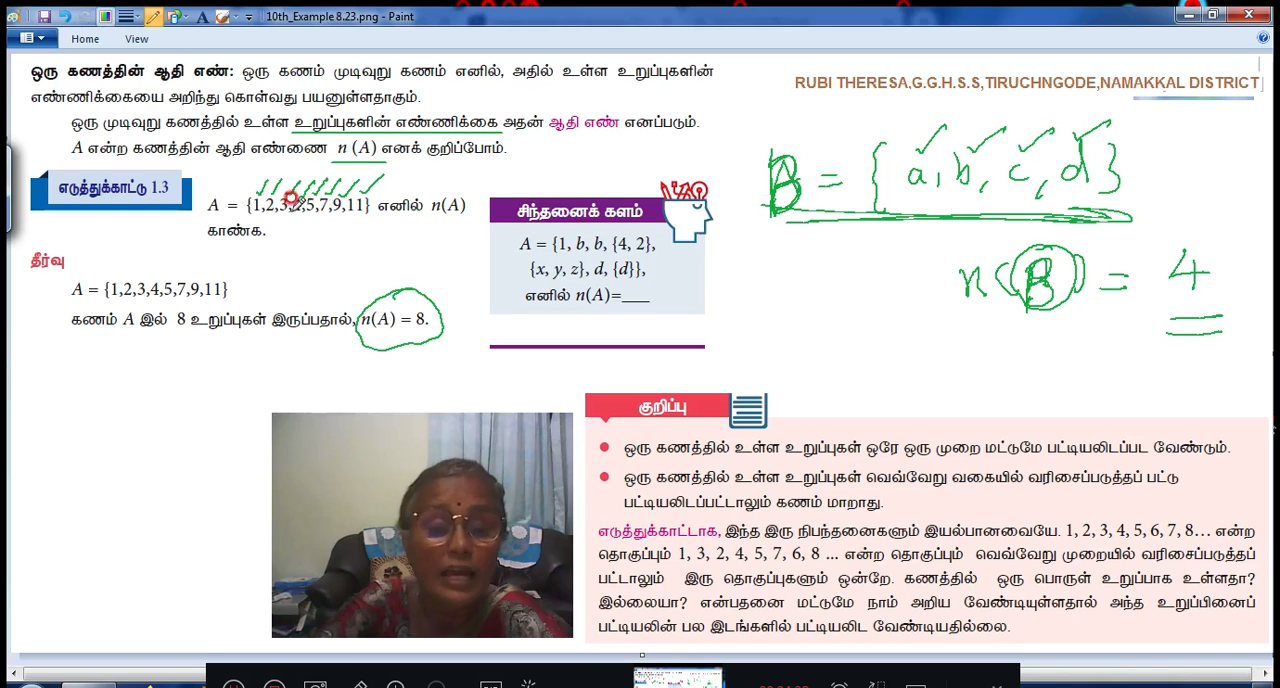 10th_Example 8.23.png - Paint
Home View
ஒரு கணத்தின் ஆதி எண்: ஒரு கணம் முடிவுறு கணம் எனில், அதில் உள்ள உறுப்புகளின்
எண்ணிக்கையை அறிந்து கொள்வது பயனுள்ளதாகும்.
ஒரு முடிவுறு கணத்தில் உள்ள உறுப்புகளின் எண்ணிக்கை அதன் ஆதி எண் எனப்படும்.
A என்ற கணத்தின் ஆதி எண்ணை n (A) எனக் குறிப்போம்.
எடுத்துக்காட்டு 1.3
A = {1,2,3,2,5,7,9,11} எனில் n(A)
காண்க.
தீர்வு
A = {1,2,3,4,5,7,9,11}
கணம் A இல் 8 உறுப்புகள் இருப்பதால், n(A) = 8.
சிந்தனைக் களம்
A = {1, b, b, {4, 2},
{x, y, z}, d, {d}},
எனில் n(A)=___
RUBI THERESA,G.G.H.S.S,TIRUCHNGODE,NAMAKKAL DISTRICT
B = { a, b, c, d }
n(B) = 4
குறிப்பு
● ஒரு கணத்தில் உள்ள உறுப்புகள் ஒரே ஒரு முறை மட்டுமே பட்டியலிடப்பட வேண்டும்.
● ஒரு கணத்தில் உள்ள உறுப்புகள் வெவ்வேறு வகையில் வரிசைப்படுத்தப் பட்டு
பட்டியலிடப்பட்டாலும் கணம் மாறாது.
எடுத்துக்காட்டாக, இந்த இரு நிபந்தனைகளும் இயல்பானவையே. 1, 2, 3, 4, 5, 6, 7, 8… என்ற
தொகுப்பும் 1, 3, 2, 4, 5, 7, 6, 8 ... என்ற தொகுப்பும் வெவ்வேறு முறையில் வரிசைப்படுத்தப்
பட்டாலும் இரு தொகுப்புகளும் ஒன்றே. கணத்தில் ஒரு பொருள் உறுப்பாக உள்ளதா?
இல்லையா? என்பதனை மட்டுமே நாம் அறிய வேண்டியுள்ளதால் அந்த உறுப்பினைப்
பட்டியலின் பல இடங்களில் பட்டியலிட வேண்டியதில்லை.